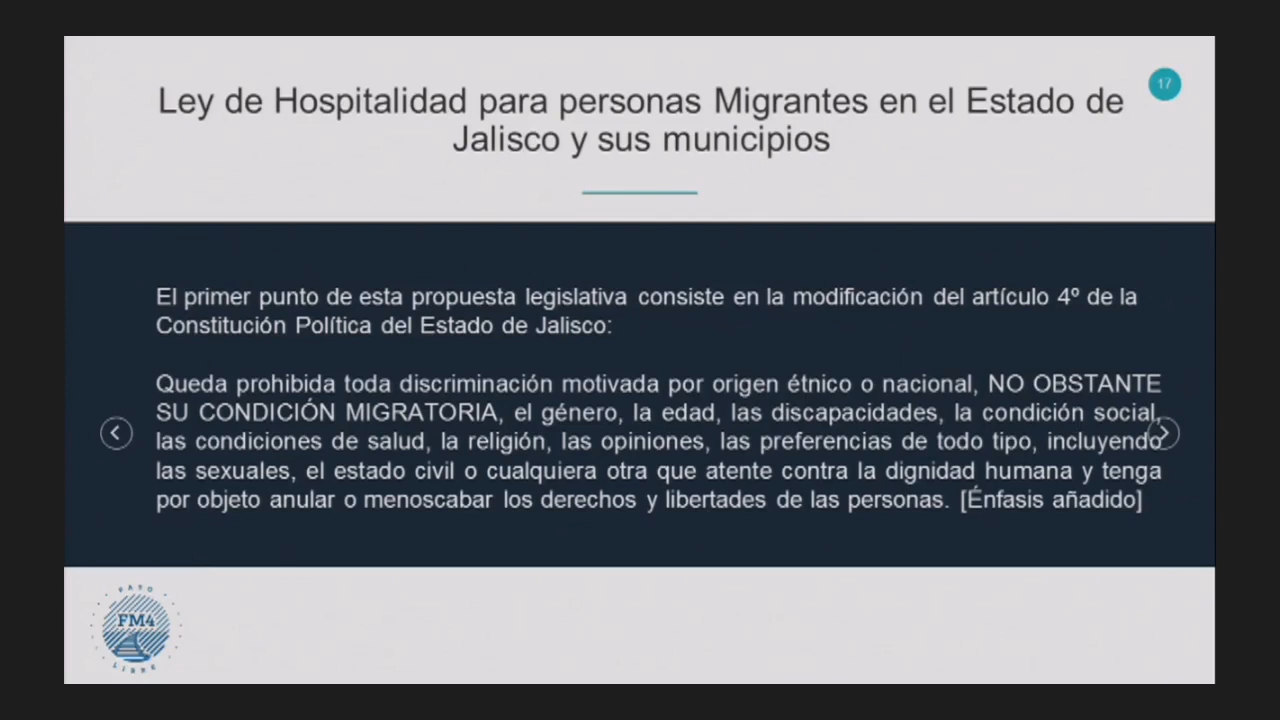 17
Ley de Hospitalidad para personas Migrantes en el Estado de
Jalisco y sus municipios
El primer punto de esta propuesta legislativa consiste en la modificación del artículo 4º de la
Constitución Política del Estado de Jalisco:
Queda prohibida toda discriminación motivada por origen étnico o nacional, NO OBSTANTE
SU CONDICIÓN MIGRATORIA, el género, la edad, las discapacidades, la condición social,
las condiciones de salud, la religión, las opiniones, las preferencias de todo tipo, incluyendo
las sexuales, el estado civil o cualquiera otra que atente contra la dignidad humana y tenga
por objeto anular o menoscabar los derechos y libertades de las personas. [Énfasis añadido]
PASO
FM4
LIBRE